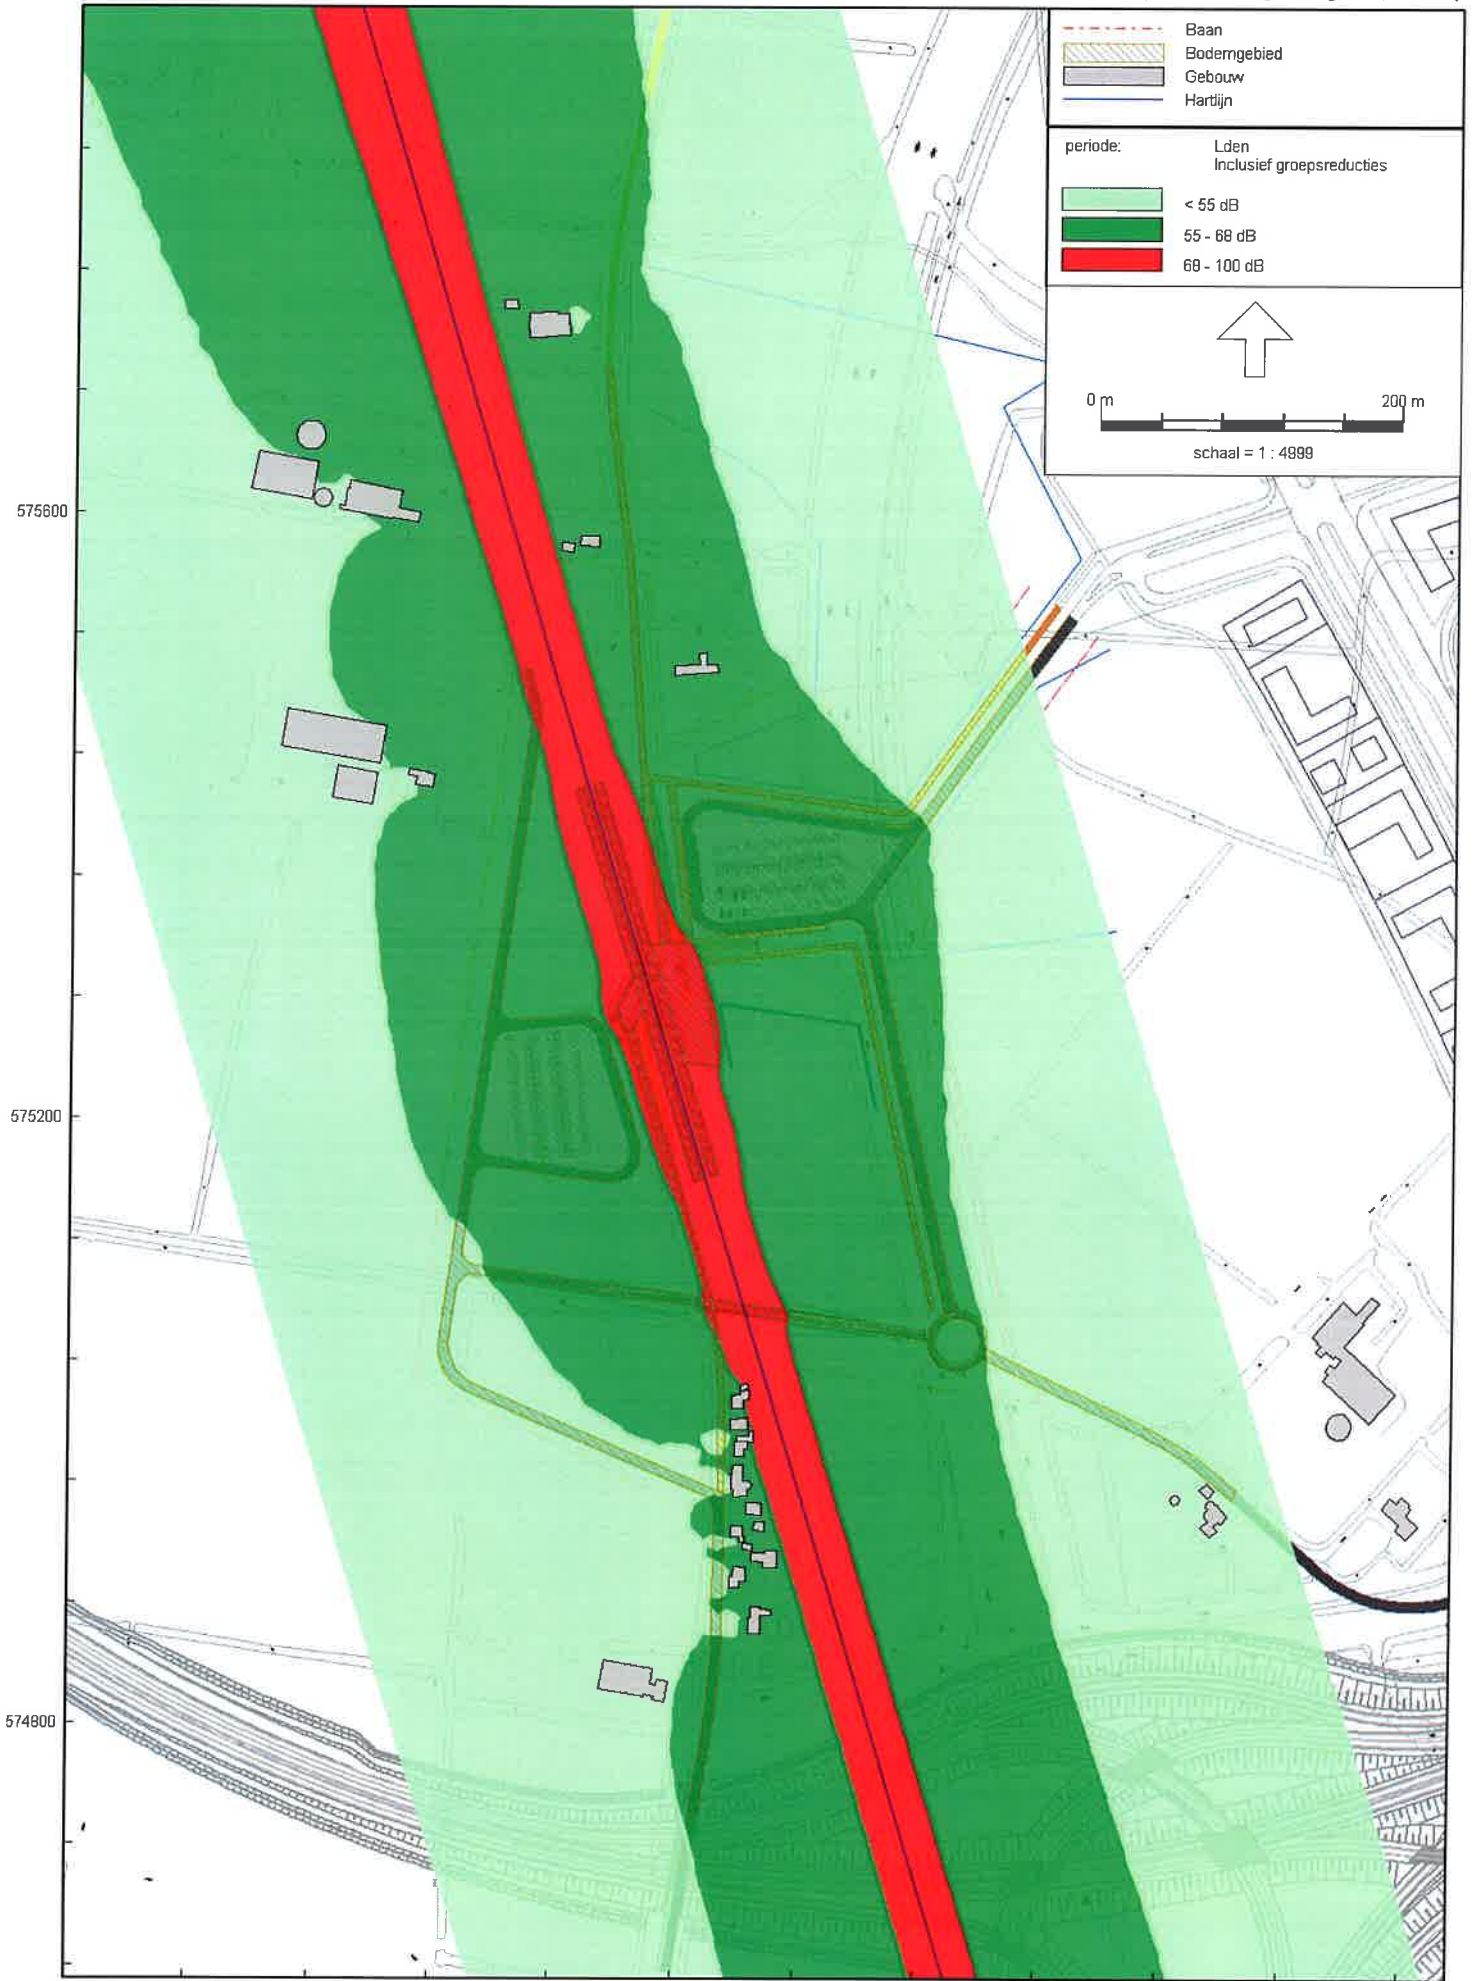 Baan
Bodemgebied
Gebouw
Hartlijn
periode: Lden
Inclusief groepsreducties
< 55 dB
55 - 68 dB
68 - 100 dB
0 m 200 m
schaal = 1 : 4999
575600
575200
574800